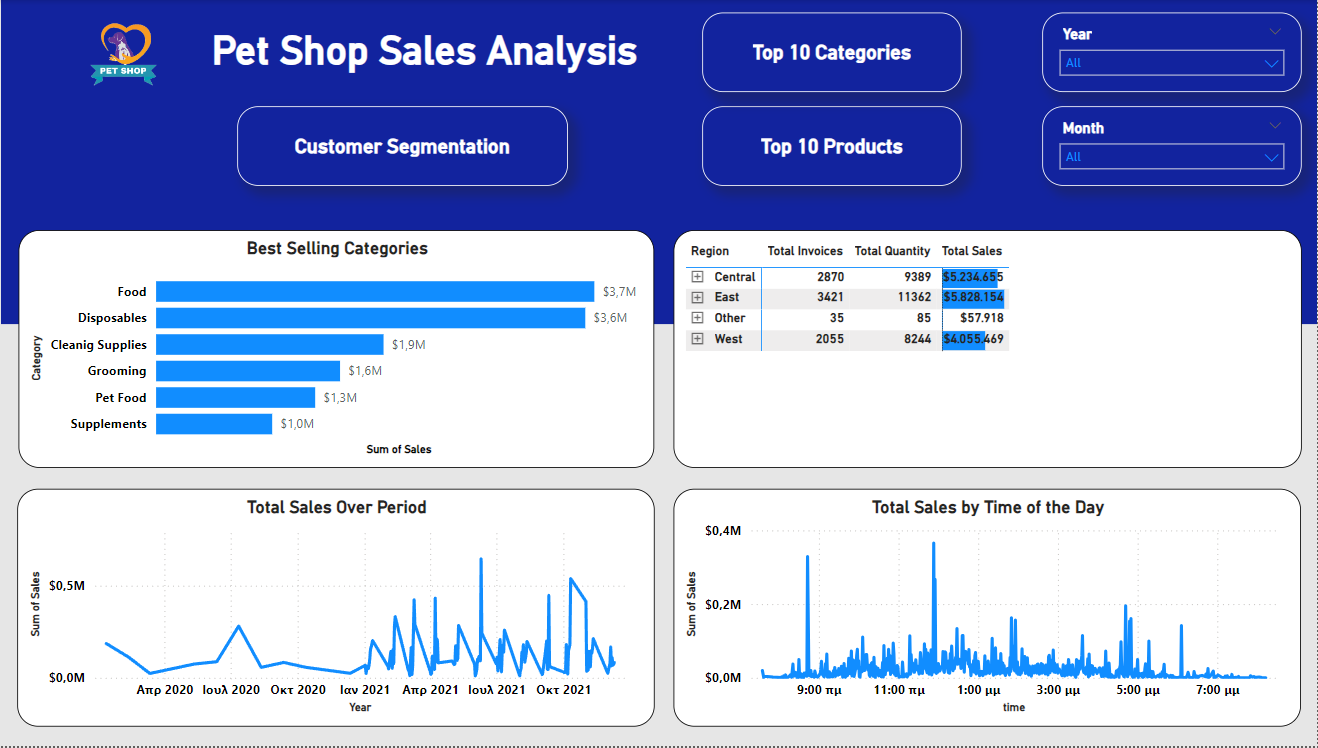 PET SHOP
Pet Shop Sales Analysis
Top 10 Categories
Year
All
Customer Segmentation
Top 10 Products
Month
All
Best Selling Categories
Category
Food $3,7M
Disposables $3,6M
Cleanig Supplies $1,9M
Grooming $1,6M
Pet Food $1,3M
Supplements $1,0M
Sum of Sales
Region Total Invoices Total Quantity Total Sales
Central 2870 9389 $5.234.655
East 3421 11362 $5.828.154
Other 35 85 $57.918
West 2055 8244 $4.055.469
Total Sales Over Period
Sum of Sales
$0,5M
$0,0M
Απρ 2020 Ιουλ 2020 Οκτ 2020 Ιαν 2021 Απρ 2021 Ιουλ 2021 Οκτ 2021
Year
Total Sales by Time of the Day
Sum of Sales
$0,4M
$0,2M
$0,0M
9:00 πμ 11:00 πμ 1:00 μμ 3:00 μμ 5:00 μμ 7:00 μμ
time